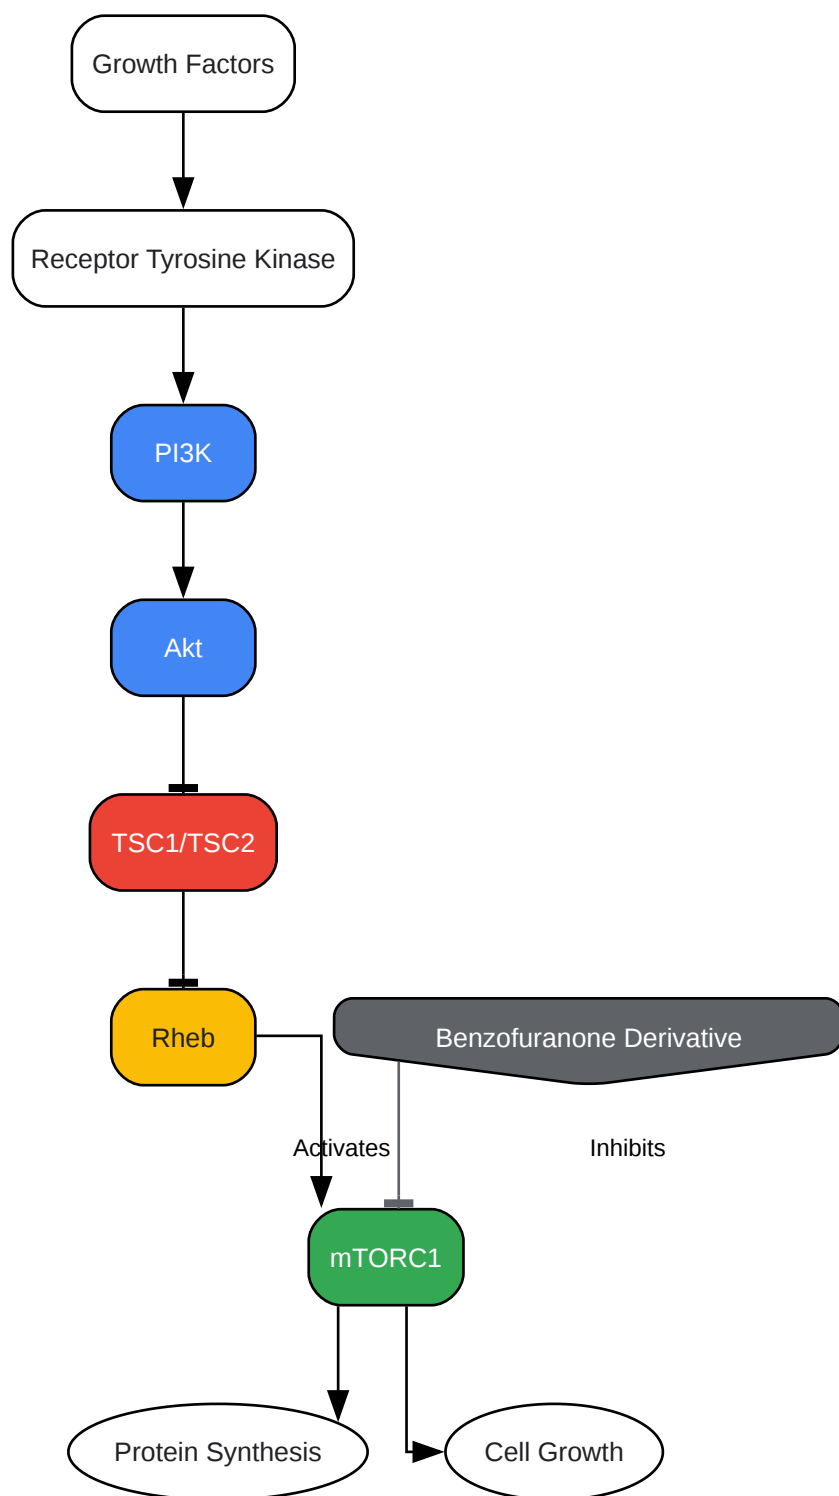 Growth Factors
Receptor Tyrosine Kinase
PI3K
Akt
TSC1/TSC2
Rheb
Benzofuranone Derivative
Activates
Inhibits
mTORC1
Protein Synthesis
Cell Growth